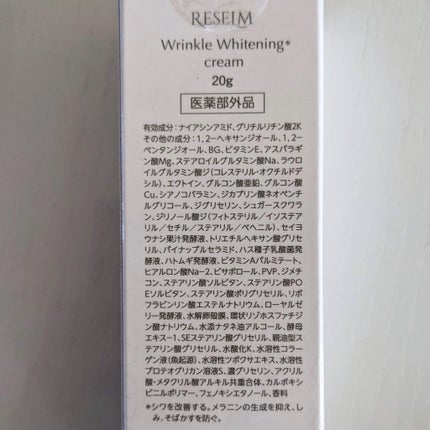 RESEIM
Wrinkle Whitening*
cream
20g
医薬部外品
有効成分:ナイアシンアミド、グリチルリチン酸2K
その他の成分:1,2-ヘキサンジオール、1,2-
ペンタンジオール、BG、ビタミンE、アスパラギ
ン酸Mg、ステアロイルグルタミン酸Na、ラウロ
イルグルタミン酸ジ(コレステリル・オクチルドデ
シル)、エクトイン、グルコン酸亜鉛、グルコン酸
Cu、シアノコバラミン、ジカプリン酸ネオペンチ
ルグリコール、ジグリセリン、シュガースクワラ
ン、ジリノール酸ジ(フィトステリル/イソステア
リル/セチル/ステアリル/ベヘニル)、セイヨ
ウナシ果汁発酵液、トリエチルヘキサン酸グリセ
リル、パイナップルセラミド、ハス種子乳酸菌発
酵液、ハトムギ発酵液、ビタミンAパルミテート、
ヒアルロン酸Na-2、ビサボロール、PVP、ジメチ
コン、ステアリン酸ソルビタン、ステアリン酸PO
Eソルビタン、ステアリン酸ポリグリセリル、リボ
フラビンリン酸エステルナトリウム、ローヤルゼ
リー発酵液、水解卵殻膜、環状リゾホスファチジ
ン酸ナトリウム、水添ナタネ油アルコール、酵母
エキス-1、SEステアリン酸グリセリル、親油型ス
テアリン酸グリセリル、水酸化K、水溶性コラー
ゲン液(魚起源)、水溶性ツボクサエキス、水溶性
プロテオグリカン溶液S、濃グリセリン、アクリル
酸・メタクリル酸アルキル共重合体、カルボキシ
ビニルポリマー、フェノキシエタノール、香料
*シワを改善する。メラニンの生成を抑え、し
み、そばかすを防ぐ。